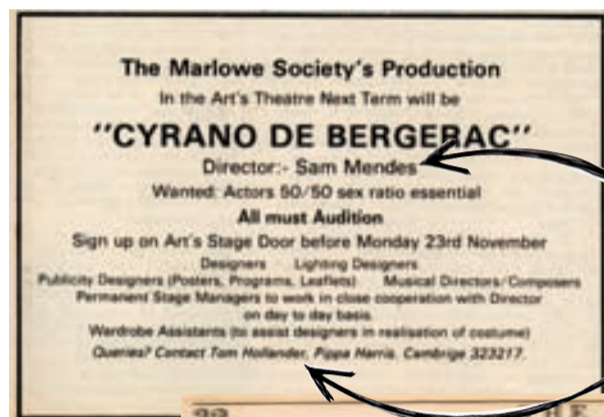 The Marlowe Society's Production
In the Art's Theatre Next Term will be
"CYRANO DE BERGERAC"
Director:- Sam Mendes
Wanted: Actors 50/50 sex ratio essential
All must Audition
Sign up on Art's Stage Door before Monday 23rd November
Designers Lighting Designers
Publicity Designers (Posters, Programs, Leaflets) Musical Directors/Composers
Permanent Stage Managers to work in close cooperation with Director
on day to day basis.
Wardrobe Assistants (to assist designers in realisation of costume)
Queries? Contact Tom Hollander, Pippa Harris. Cambrige 323217.